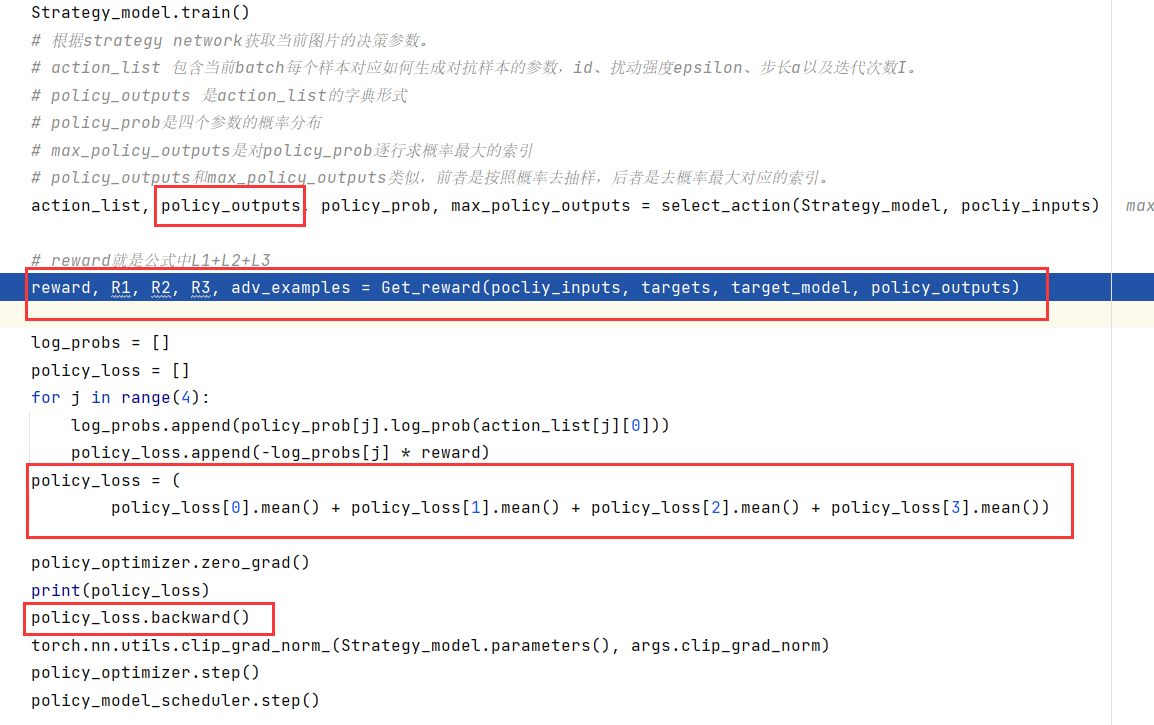 Strategy_model.train()
# 根据strategy network获取当前图片的决策参数。
# action_list 包含当前batch每个样本对应如何生成对抗样本的参数，id、扰动强度epsilon、步长a以及迭代次数I。
# policy_outputs 是action_list的字典形式
# policy_prob是四个参数的概率分布
# max_policy_outputs是对policy_prob逐行求概率最大的索引
# policy_outputs和max_policy_outputs类似，前者是按照概率去抽样，后者是去概率最大对应的索引。
action_list, policy_outputs, policy_prob, max_policy_outputs = select_action(Strategy_model, pocliy_inputs) max
# reward就是公式中L1+L2+L3
reward, R1, R2, R3, adv_examples = Get_reward(pocliy_inputs, targets, target_model, policy_outputs)
log_probs = []
policy_loss = []
for j in range(4):
log_probs.append(policy_prob[j].log_prob(action_list[j][0]))
policy_loss.append(-log_probs[j] * reward)
policy_loss = (
policy_loss[0].mean() + policy_loss[1].mean() + policy_loss[2].mean() + policy_loss[3].mean())
policy_optimizer.zero_grad()
print(policy_loss)
policy_loss.backward()
torch.nn.utils.clip_grad_norm_(Strategy_model.parameters(), args.clip_grad_norm)
policy_optimizer.step()
policy_model_scheduler.step()